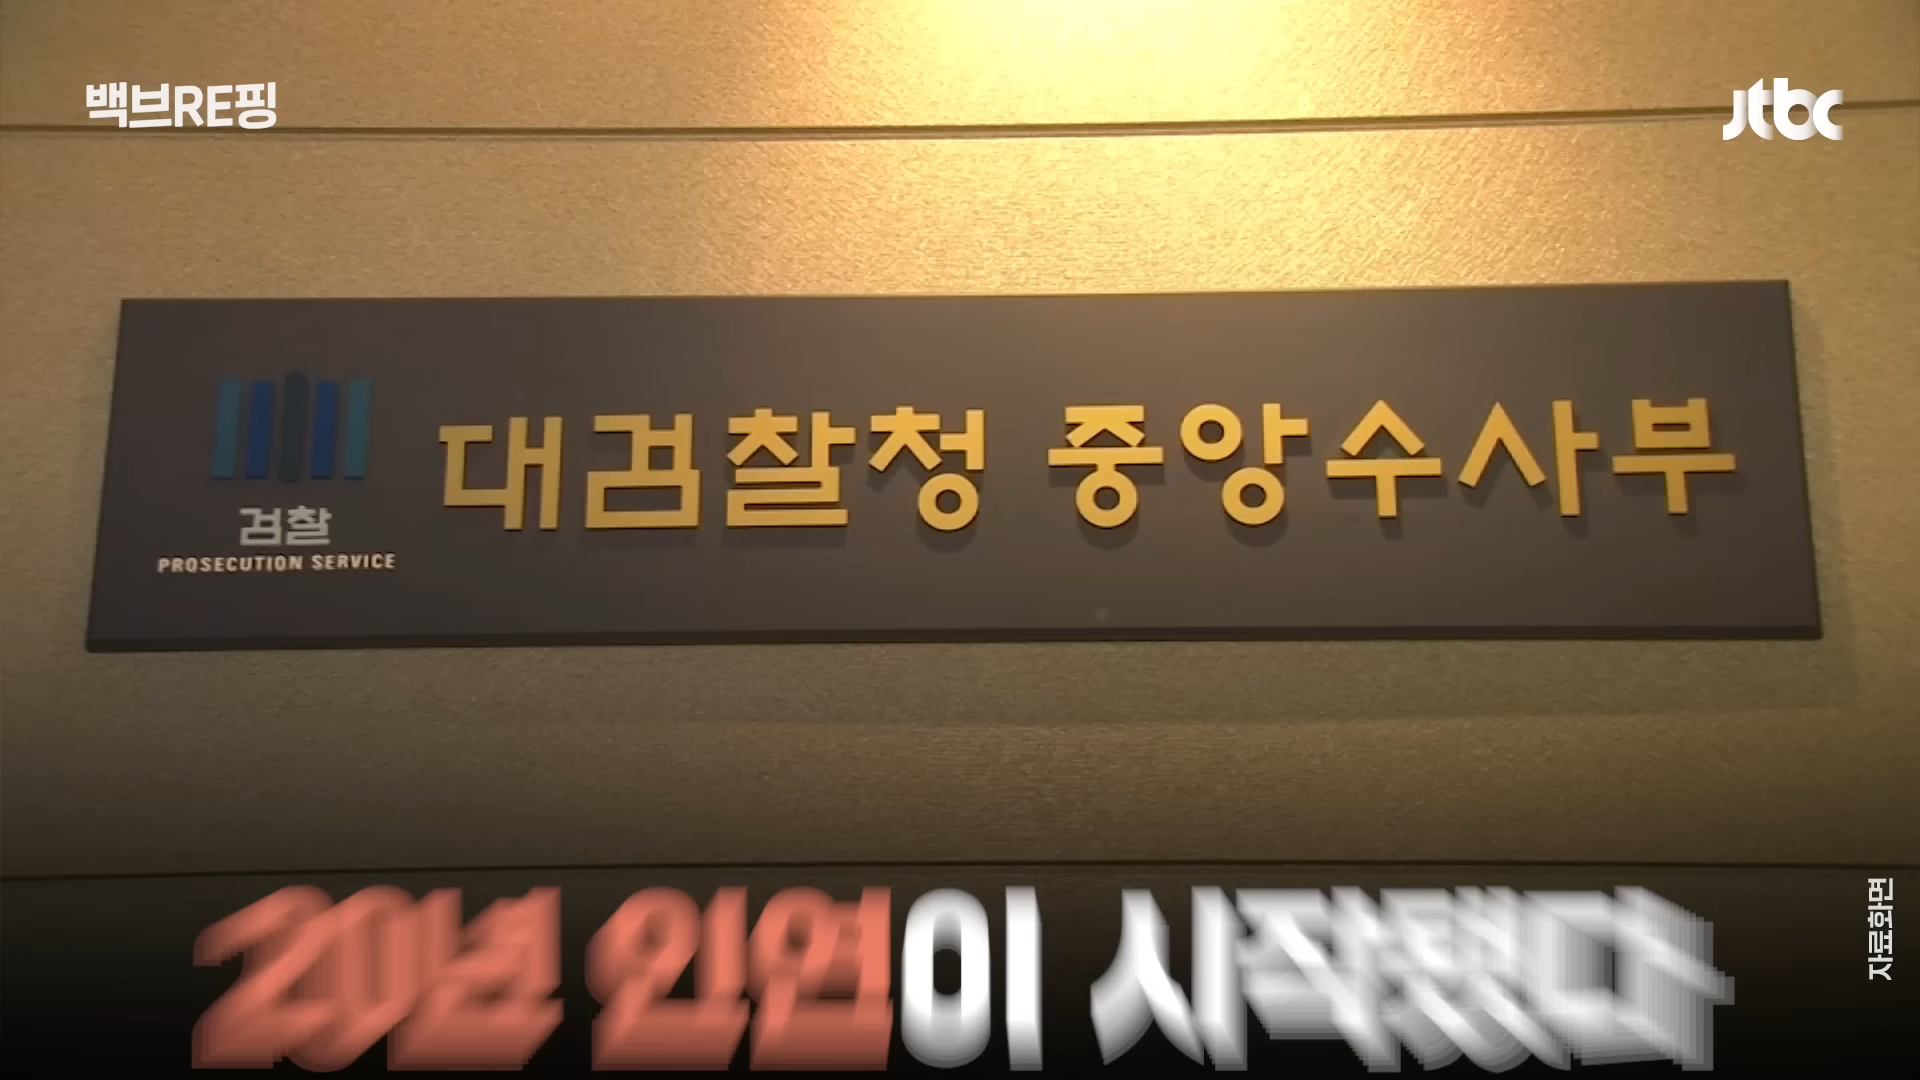 백브RE핑
jtbc
대검찰청 중앙수사부
검찰
PROSECUTION SERVICE
20년 인연이 시작됐다
자료화면